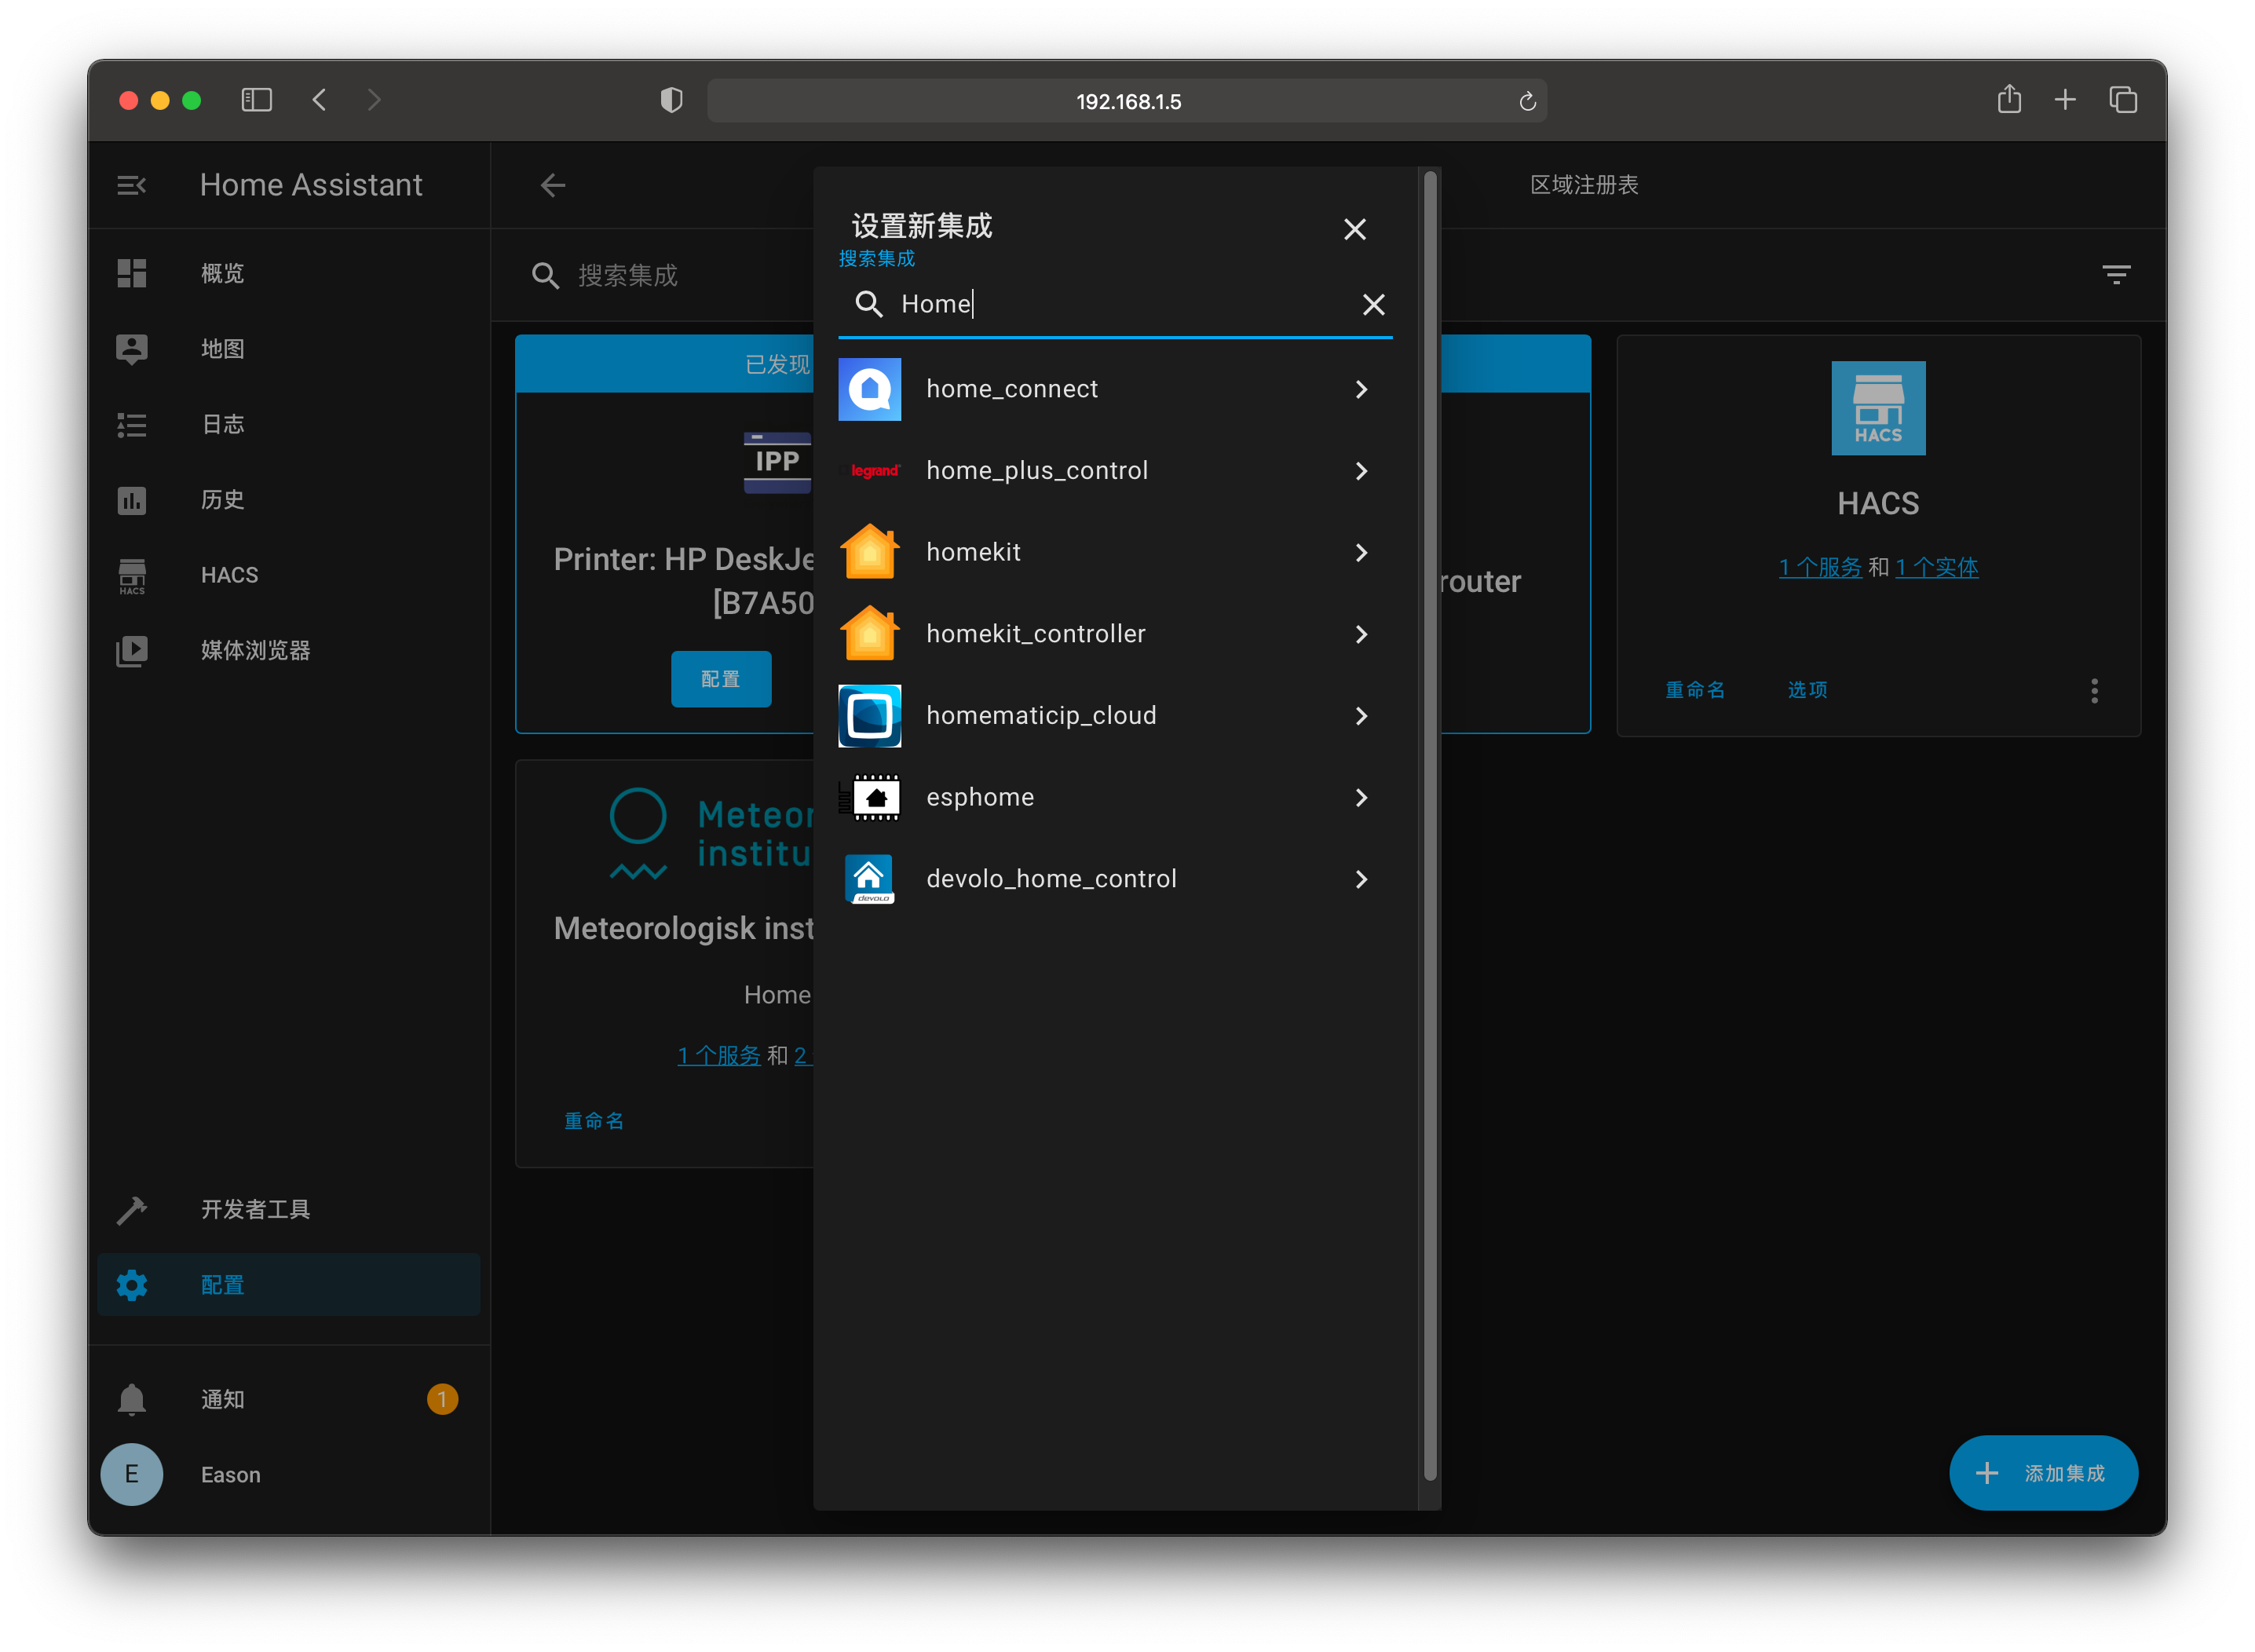 192.168.1.5
Home Assistant
概览
地图
日志
历史
HACS
HACS
媒体浏览器
开发者工具
配置
通知
1
E
Eason
区域注册表
搜索集成
已发现
IPP
Printer: HP DeskJe
[B7A50
配置
router
HACS
HACS
1 个服务 和 1 个实体
重命名
选项
Meteor
institu
Meteorologisk inst
Home
1 个服务 和 2
重命名
设置新集成
搜索集成
Home
home_connect
legrand
home_plus_control
homekit
homekit_controller
homematicip_cloud
esphome
devolo
devolo_home_control
添加集成